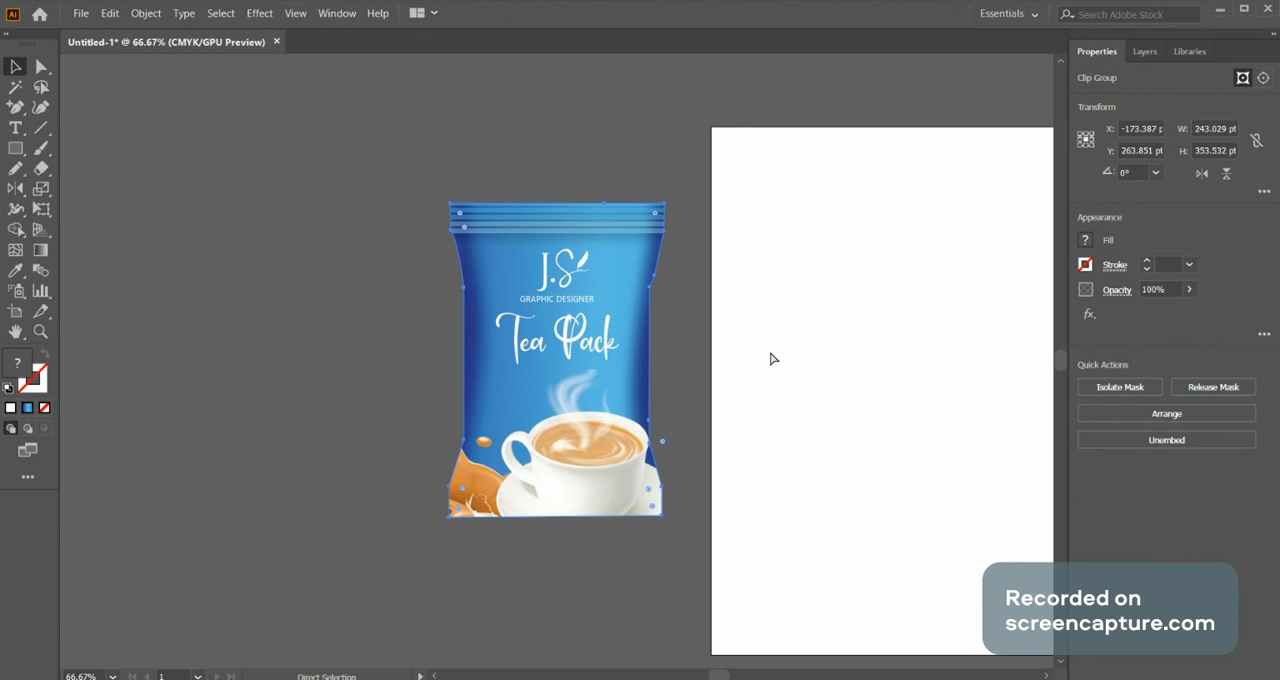 Ai
File Edit Object Type Select Effect View Window Help
Essentials
Search Adobe Stock
Untitled-1* @ 66.67% (CMYK/GPU Preview)
Properties Layers Libraries
Clip Group
Transform
X: -173.387 p W: 243.029 pt
Y: 263.851 pt H: 353.532 pt
0°
Appearance
? Fill
Stroke
Opacity 100%
fx.
Quick Actions
Isolate Mask Release Mask
Arrange
Unembed
J.S
GRAPHIC DESIGNER
Tea Pack
?
Recorded on
screencapture.com
66.67% 1 Direct Selection